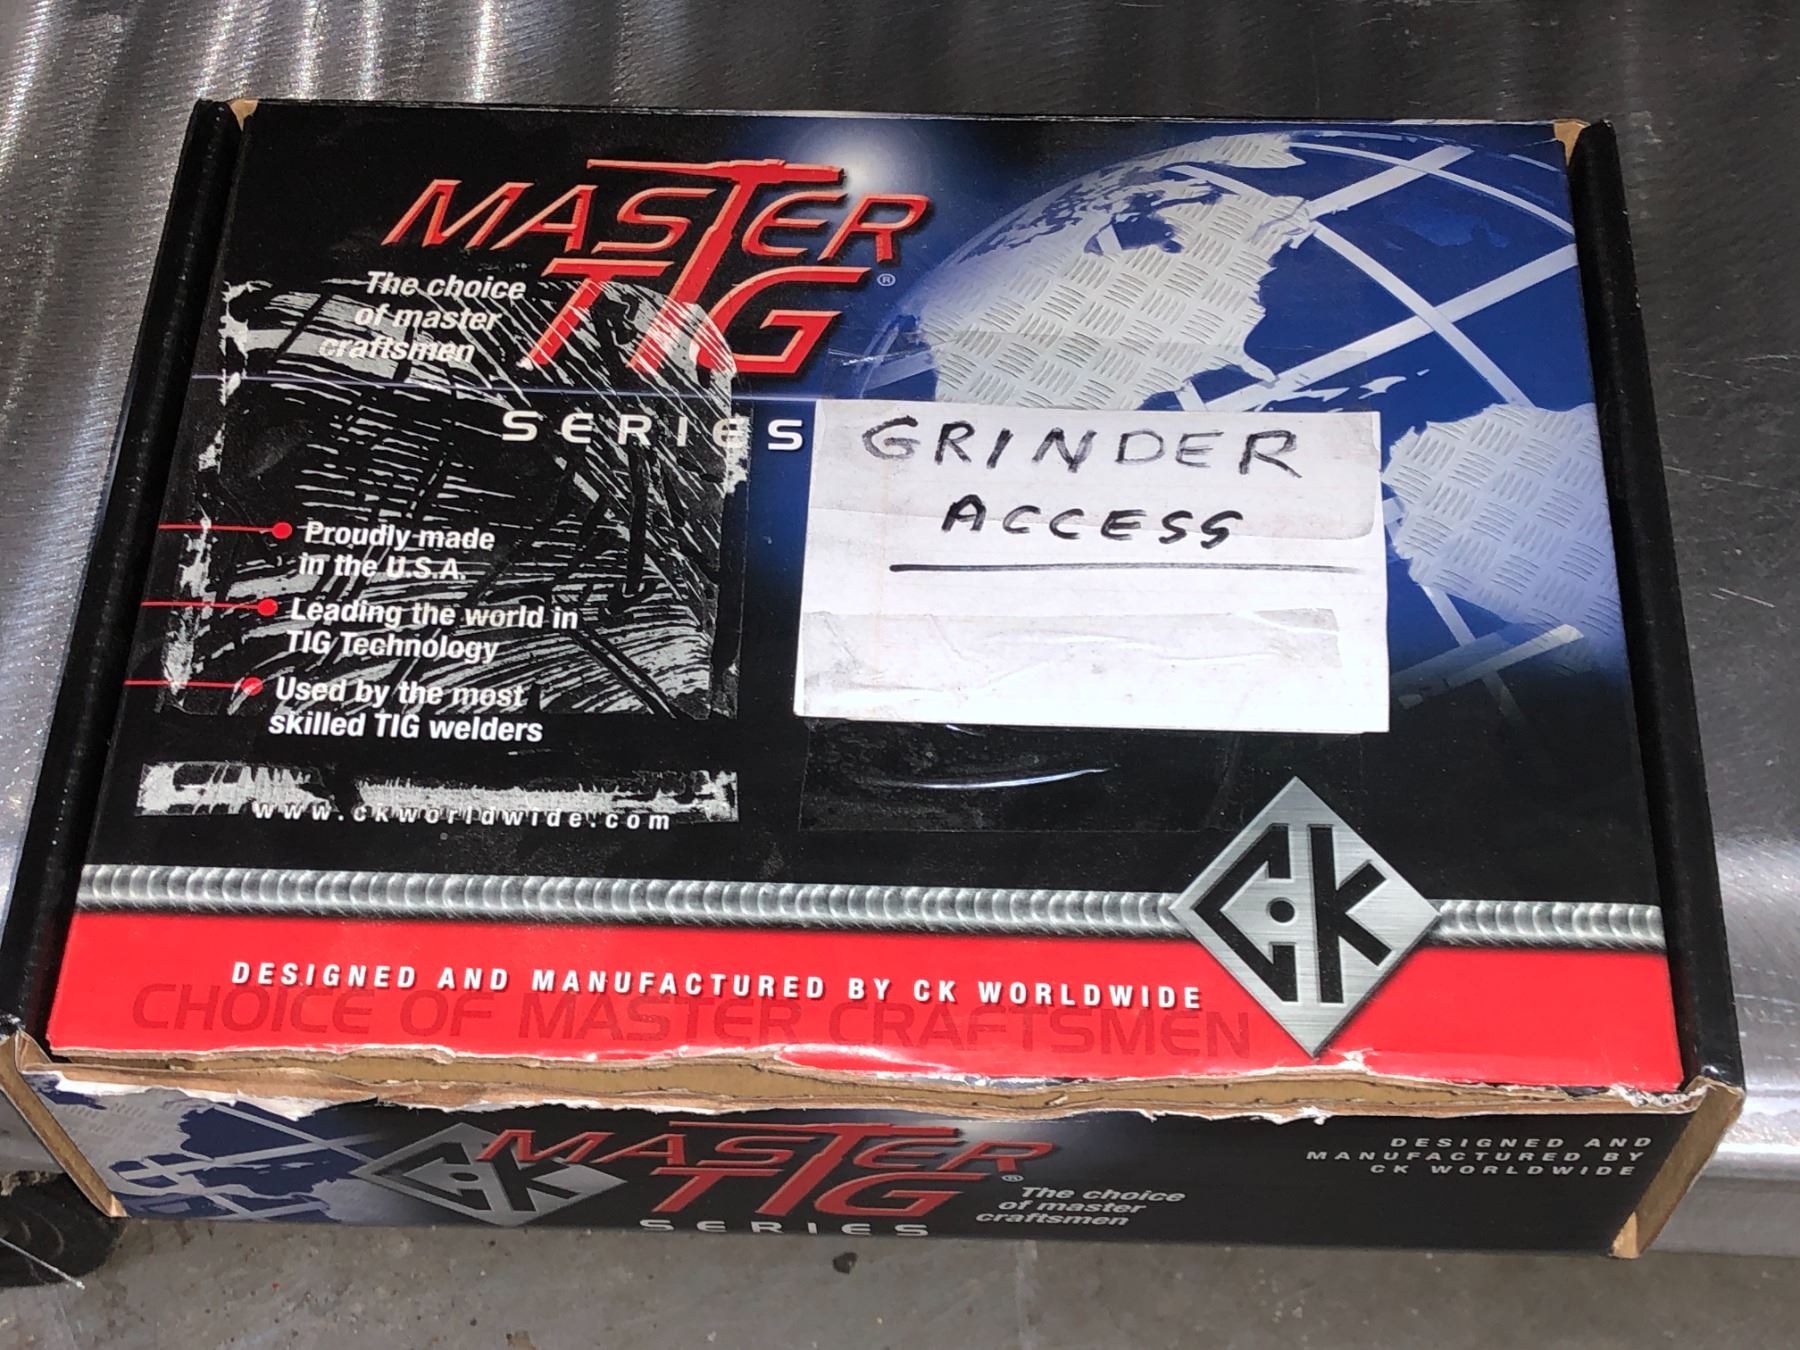 MASTER
TIG®
The choice
of master
craftsmen
SERIES
GRINDER
ACCESS
Proudly made
in the U.S.A.
Leading the world in
TIG Technology
Used by the most
skilled TIG welders
www.ckworldwide.com
CK
DESIGNED AND MANUFACTURED BY CK WORLDWIDE
CHOICE OF MASTER CRAFTSMEN
CK
MASTER
TIG®
SERIES
The choice
of master
craftsmen
DESIGNED AND
MANUFACTURED BY
CK WORLDWIDE